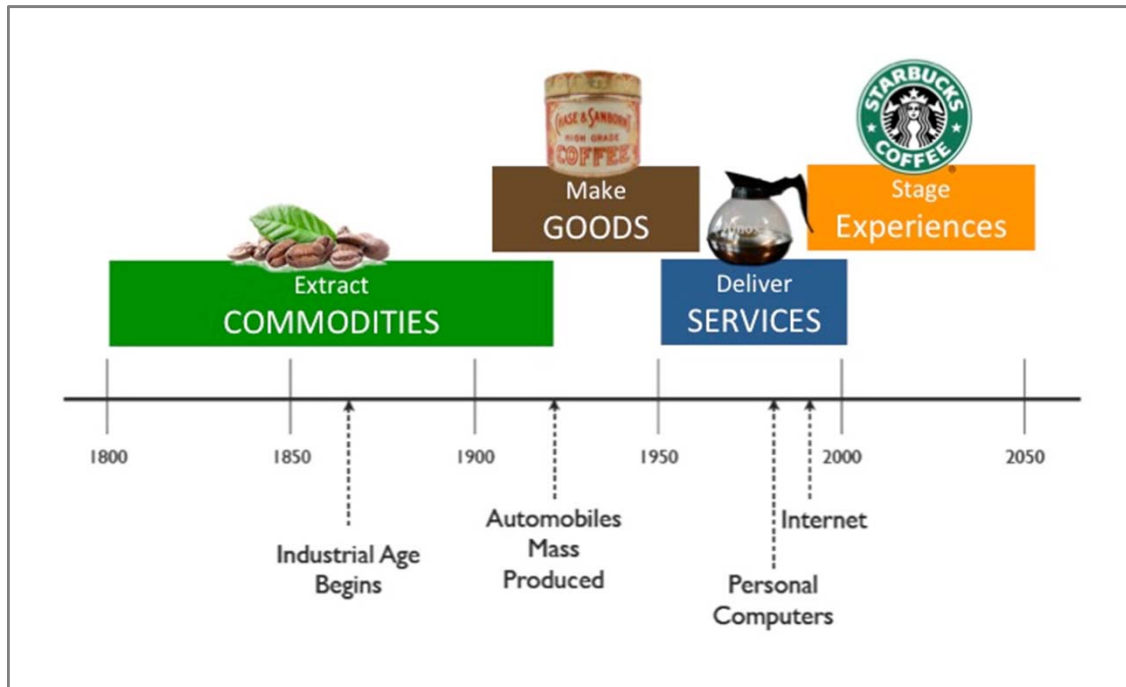 STARBUCKS
COFFEE
CHASE & SANBORN'S
HIGH GRADE
COFFEE
Make
GOODS
Stage
Experiences
Extract
COMMODITIES
Deliver
SERVICES
1800
1850
1900
1950
2000
2050
Industrial Age
Begins
Automobiles
Mass
Produced
Internet
Personal
Computers